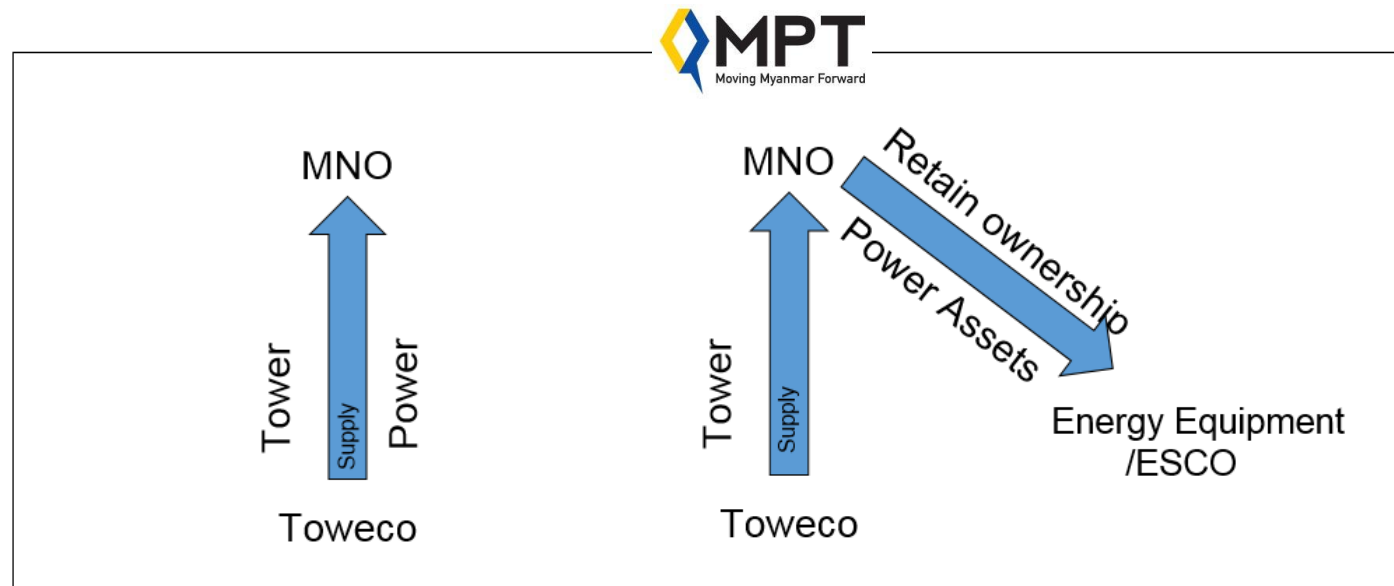 MPT
Moving Myanmar Forward
MNO
Tower
Supply
Power
Toweco
MNO
Retain ownership
Power Assets
Tower
Supply
Toweco
Energy Equipment
/ESCO